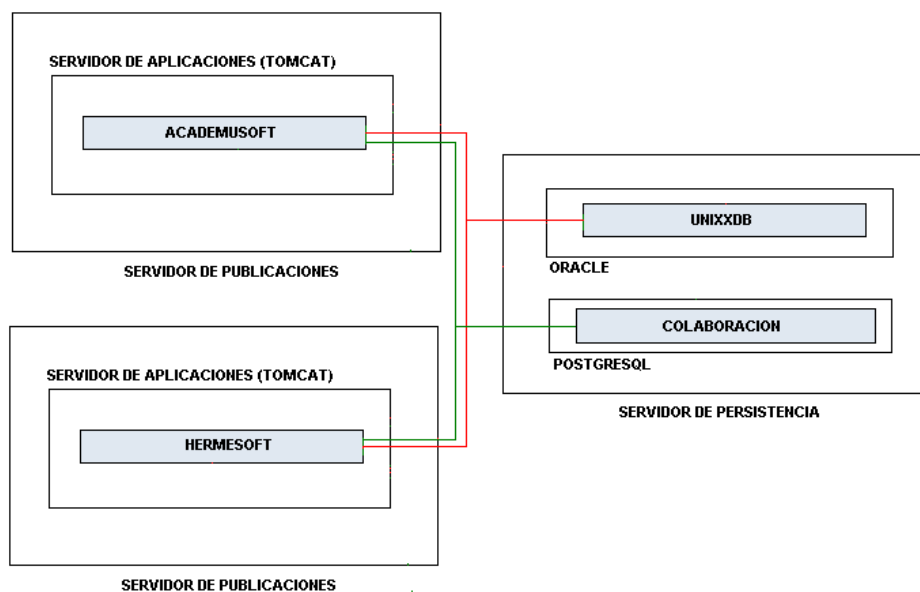 SERVIDOR DE APLICACIONES (TOMCAT)
ACADEMUSOFT
SERVIDOR DE PUBLICACIONES
UNIXXDB
ORACLE
COLABORACION
POSTGRESQL
SERVIDOR DE PERSISTENCIA
SERVIDOR DE APLICACIONES (TOMCAT)
HERMESOFT
SERVIDOR DE PUBLICACIONES